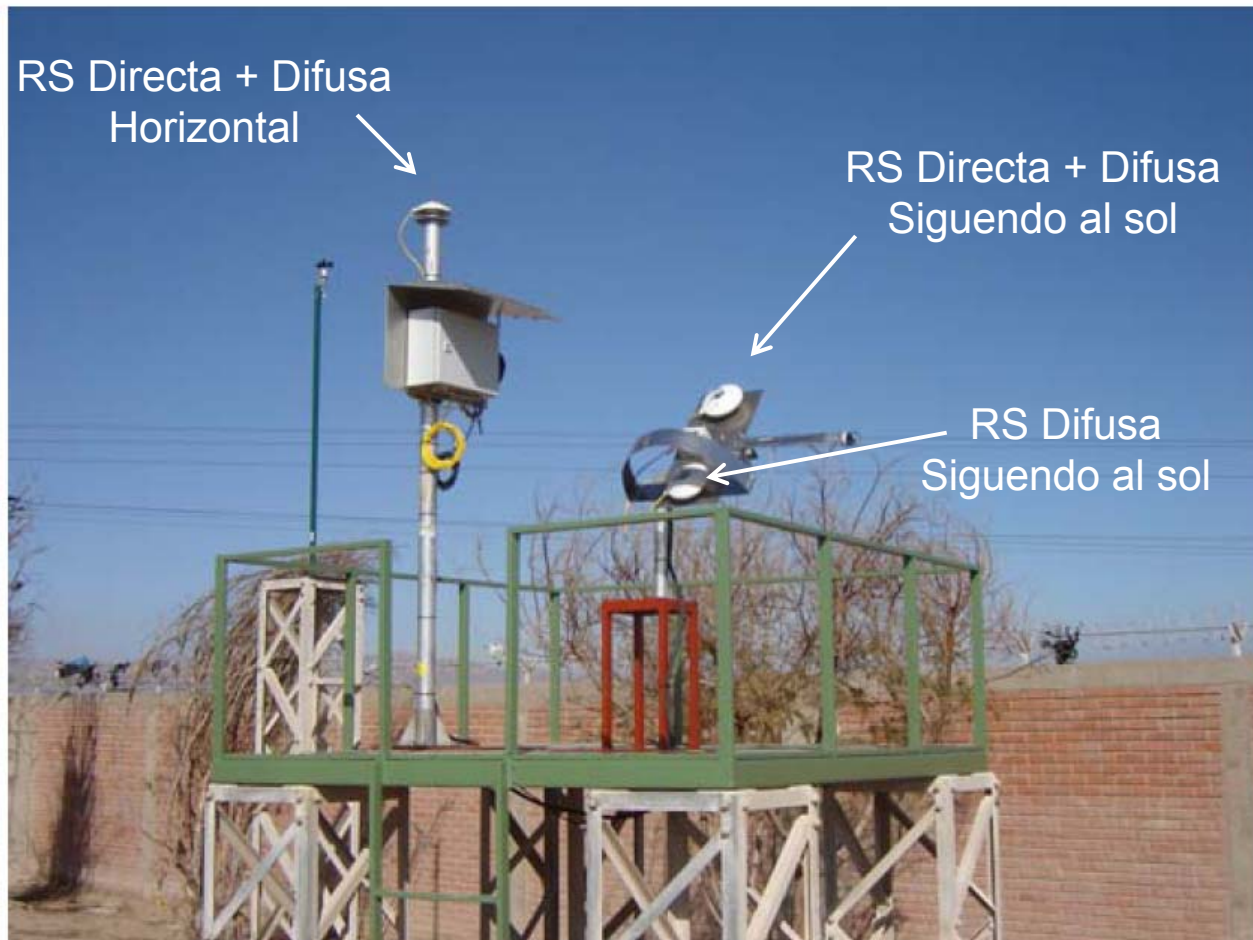 RS Directa + Difusa
Horizontal
RS Directa + Difusa
Siguendo al sol
RS Difusa
Siguendo al sol